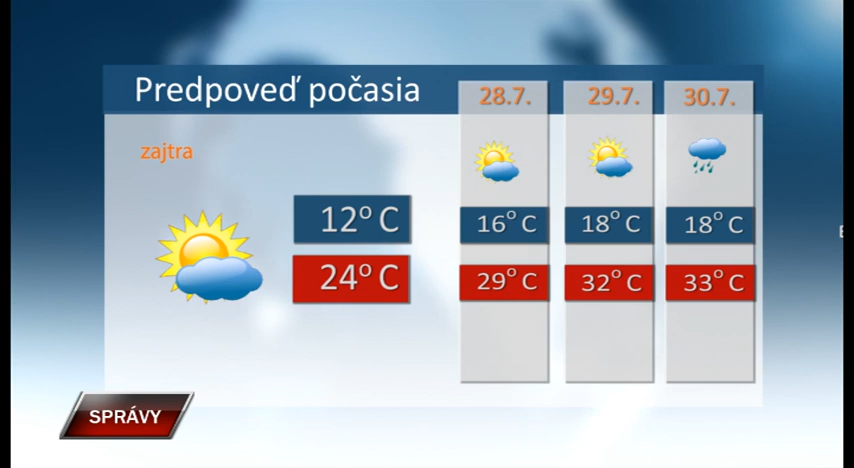 Predpoveď počasia
zajtra
12° C
24° C
28.7.
16° C
29° C
29.7.
18° C
32° C
30.7.
18° C
33° C
SPRÁVY